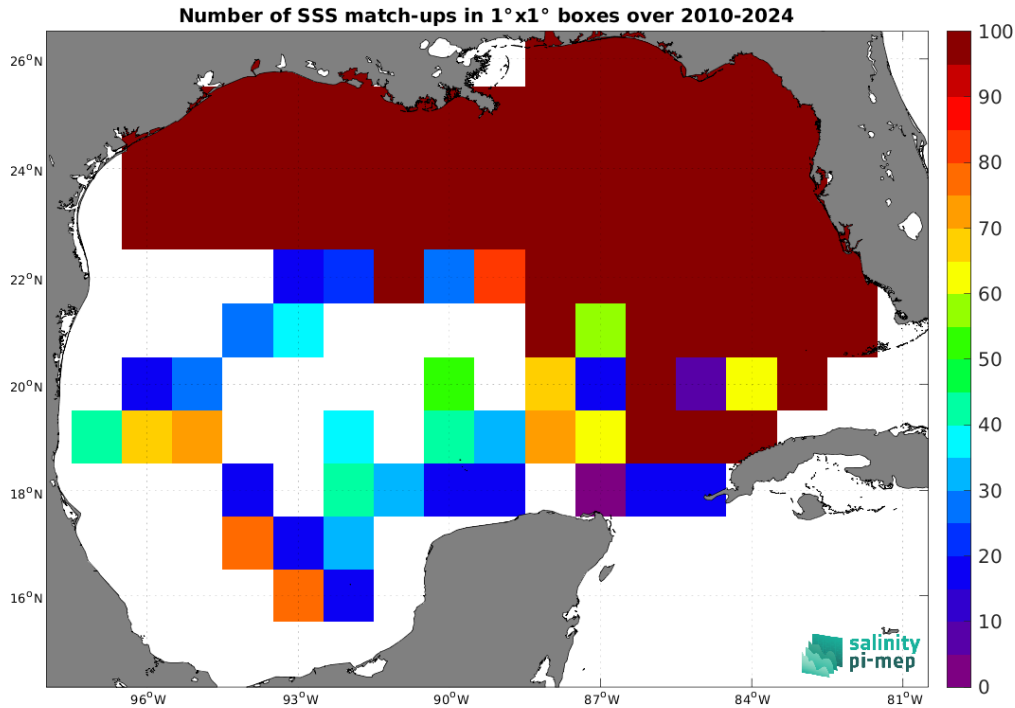 Number of SSS match-ups in 1°x1° boxes over 2010-2024
26°N
24°N
22°N
20°N
18°N
16°N
96°W
93°W
90°W
87°W
84°W
81°W
100
90
80
70
60
50
40
30
20
10
0
salinity
pi-mep